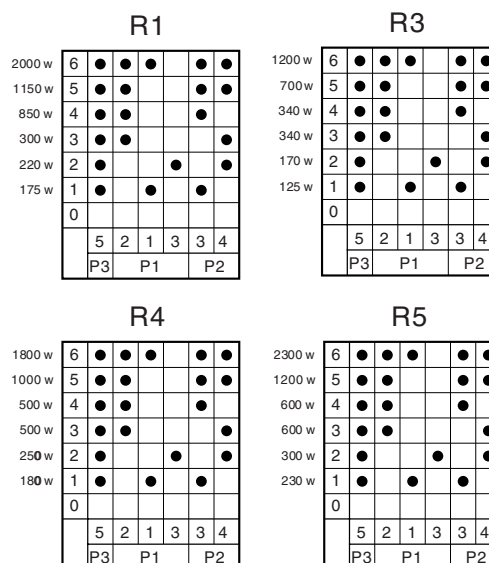 R1
2000 w 6
1150 w 5
850 w 4
300 w 3
220 w 2
175 w 1
0
5 2 1 3 3 4
P3 P1 P2
R3
1200 w 6
700 w 5
340 w 4
340 w 3
170 w 2
125 w 1
0
5 2 1 3 3 4
P3 P1 P2
R4
1800 w 6
1000 w 5
500 w 4
500 w 3
250 w 2
180 w 1
0
5 2 1 3 3 4
P3 P1 P2
R5
2300 w 6
1200 w 5
600 w 4
600 w 3
300 w 2
230 w 1
0
5 2 1 3 3 4
P3 P1 P2